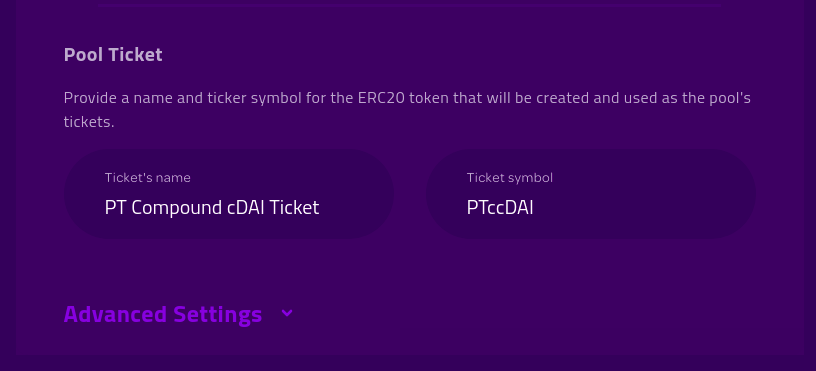 Pool Ticket
Provide a name and ticker symbol for the ERC20 token that will be created and used as the pool's
tickets.
Ticket's name
Ticket symbol
PT Compound cDAI Ticket
PTccDAI
Advanced Settings